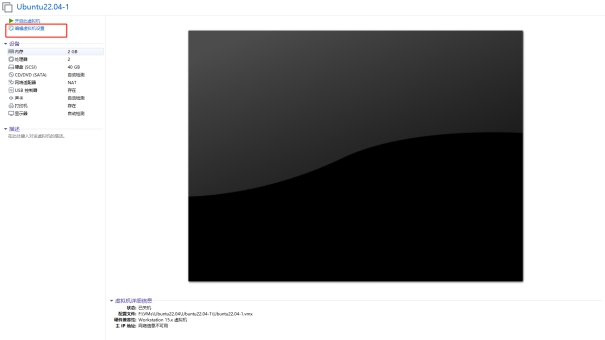 Ubuntu22.04-1
开启此虚拟机
编辑虚拟机设置
设备
内存 2 GB
处理器 2
硬盘 (SCSI) 40 GB
CD/DVD (SATA) 自动检测
网络适配器 NAT
USB 控制器 存在
声卡 自动检测
打印机 存在
显示器 自动检测
描述
在此处键入对该虚拟机的描述。
虚拟机详细信息
状态: 已关机
配置文件: F:\VMs\Ubuntu22.04\Ubuntu22.04-1\Ubuntu22.04-1.vmx
硬件兼容性: Workstation 15.x 虚拟机
主 IP 地址: 网络信息不可用